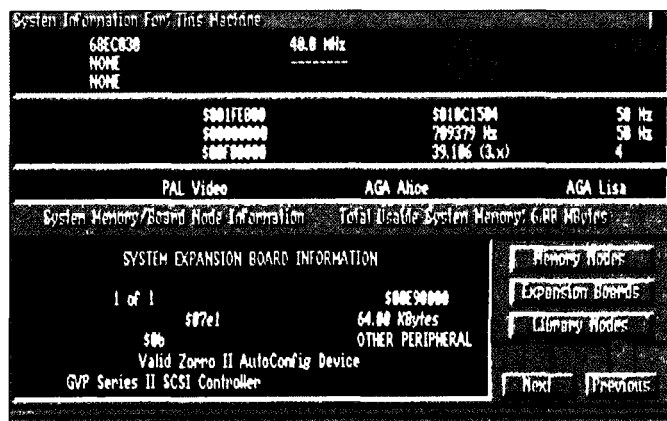 System Information For: This Machine
68EC030 40.0 MHz
NONE --------
NONE
$001FE800 $010C1504 50 Hz
$00000000 709379 Hz 50 Hz
$00F80000 39.106 (3.x) 4
PAL Video AGA Alice AGA Lisa
System Memory/Board Node Information Total Usable System Memory: 6.00 MBytes
SYSTEM EXPANSION BOARD INFORMATION
Memory Nodes
1 of 1 $00E90000
Expansion Boards
$07e1 64.00 KBytes
Library Nodes
$0b OTHER PERIPHERAL
Valid Zorro II AutoConfig Device
GVP Series II SCSI Controller
Next Previous